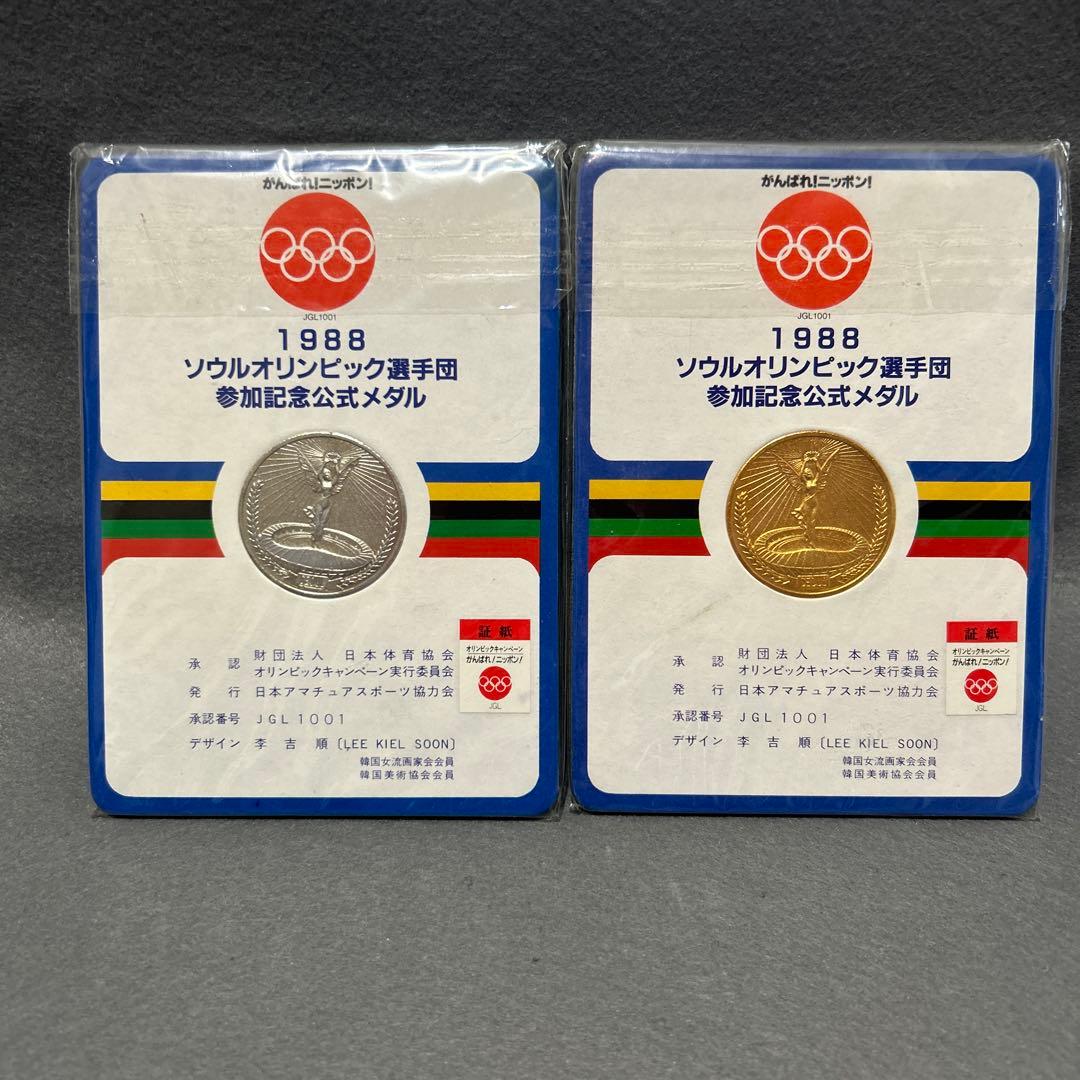 がんばれ!ニッポン!
JGL1001
1988
ソウルオリンピック選手団
参加記念公式メダル
証紙
オリンピックキャンペーン
がんばれ!ニッポン!
JGL
承認 財団法人 日本体育協会
オリンピックキャンペーン実行委員会
発行 日本アマチュアスポーツ協力会
承認番号 JGL1001
デザイン 李吉順〔LEE KIEL SOON〕
韓国女流画家会会員
韓国美術協会会員
がんばれ!ニッポン!
JGL1001
1988
ソウルオリンピック選手団
参加記念公式メダル
証紙
オリンピックキャンペーン
がんばれ!ニッポン!
JGL
承認 財団法人 日本体育協会
オリンピックキャンペーン実行委員会
発行 日本アマチュアスポーツ協力会
承認番号 JGL1001
デザイン 李吉順〔LEE KIEL SOON〕
韓国女流画家会会員
韓国美術協会会員